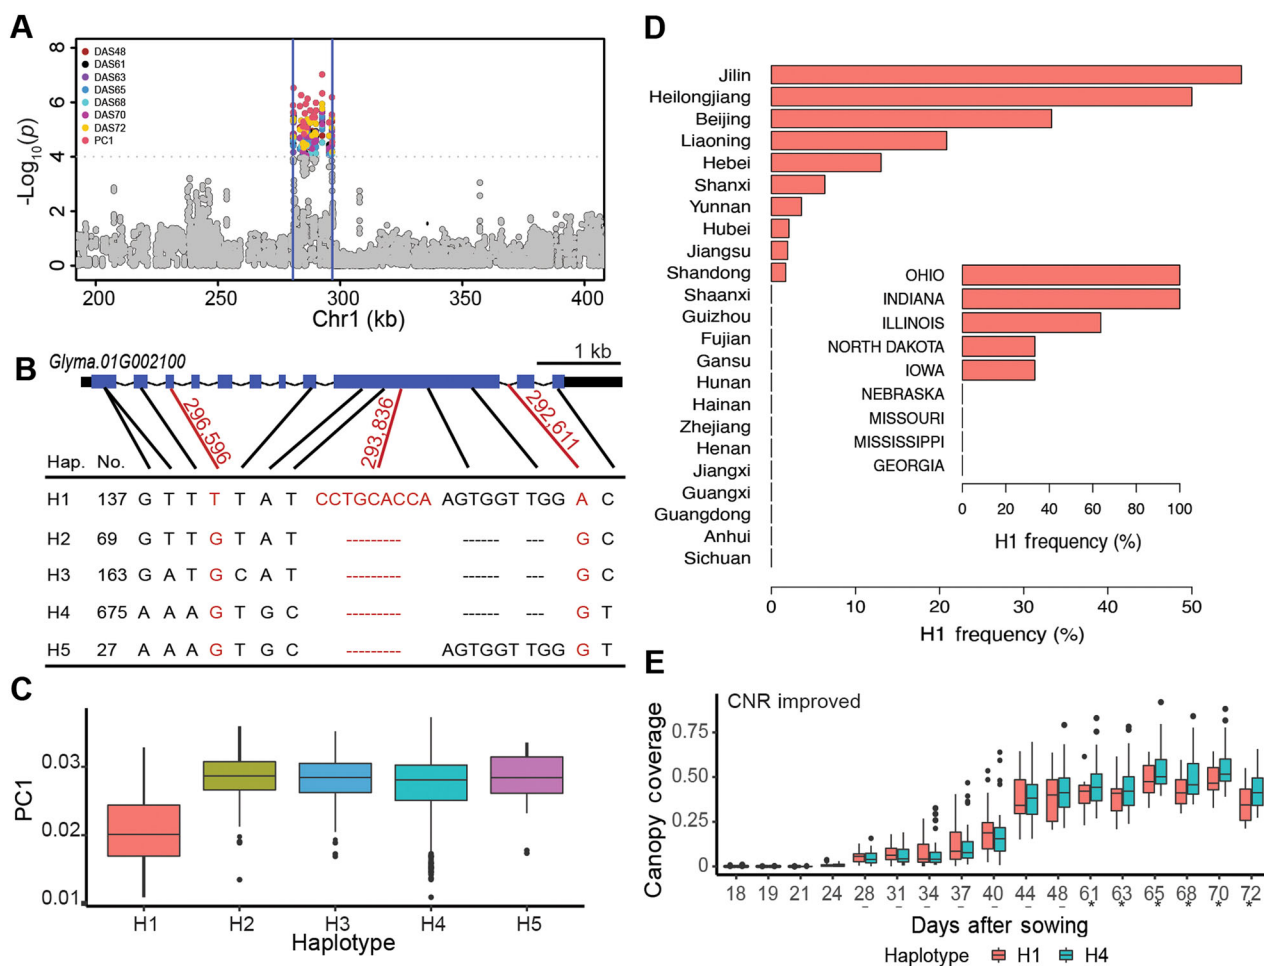 A
8
6
4
2
0
-Log10(p)
DAS48
DAS61
DAS63
DAS65
DAS68
DAS70
DAS72
PC1
200 250 300 350 400
Chr1 (kb)
B
Glyma.01G002100
1 kb
296,596
293,836
292,611
Hap. No.
H1 137 G T T T T A T CCTGCACCA AGTGGT TGG A C
H2 69 G T T G T A T --------- ------ --- G C
H3 163 G A T G C A T --------- ------ --- G C
H4 675 A A A G T G C --------- ------ --- G T
H5 27 A A A G T G C --------- AGTGGT TGG G T
C
PC1
0.03
0.02
0.01
H1 H2 H3 H4 H5
Haplotype
D
Jilin
Heilongjiang
Beijing
Liaoning
Hebei
Shanxi
Yunnan
Hubei
Jiangsu
Shandong
Shaanxi
Guizhou
Fujian
Gansu
Hunan
Hainan
Zhejiang
Henan
Jiangxi
Guangxi
Guangdong
Anhui
Sichuan
0 10 20 30 40 50
H1 frequency (%)
OHIO
INDIANA
ILLINOIS
NORTH DAKOTA
IOWA
NEBRASKA
MISSOURI
MISSISSIPPI
GEORGIA
0 20 40 60 80 100
H1 frequency (%)
E
CNR improved
Canopy coverage
0.75
0.50
0.25
0
18 19 21 24 28 31 34 37 40 44 48 61 63 65 68 70 72
– – – – – – – * * * * * *
Days after sowing
Haplotype H1 H4